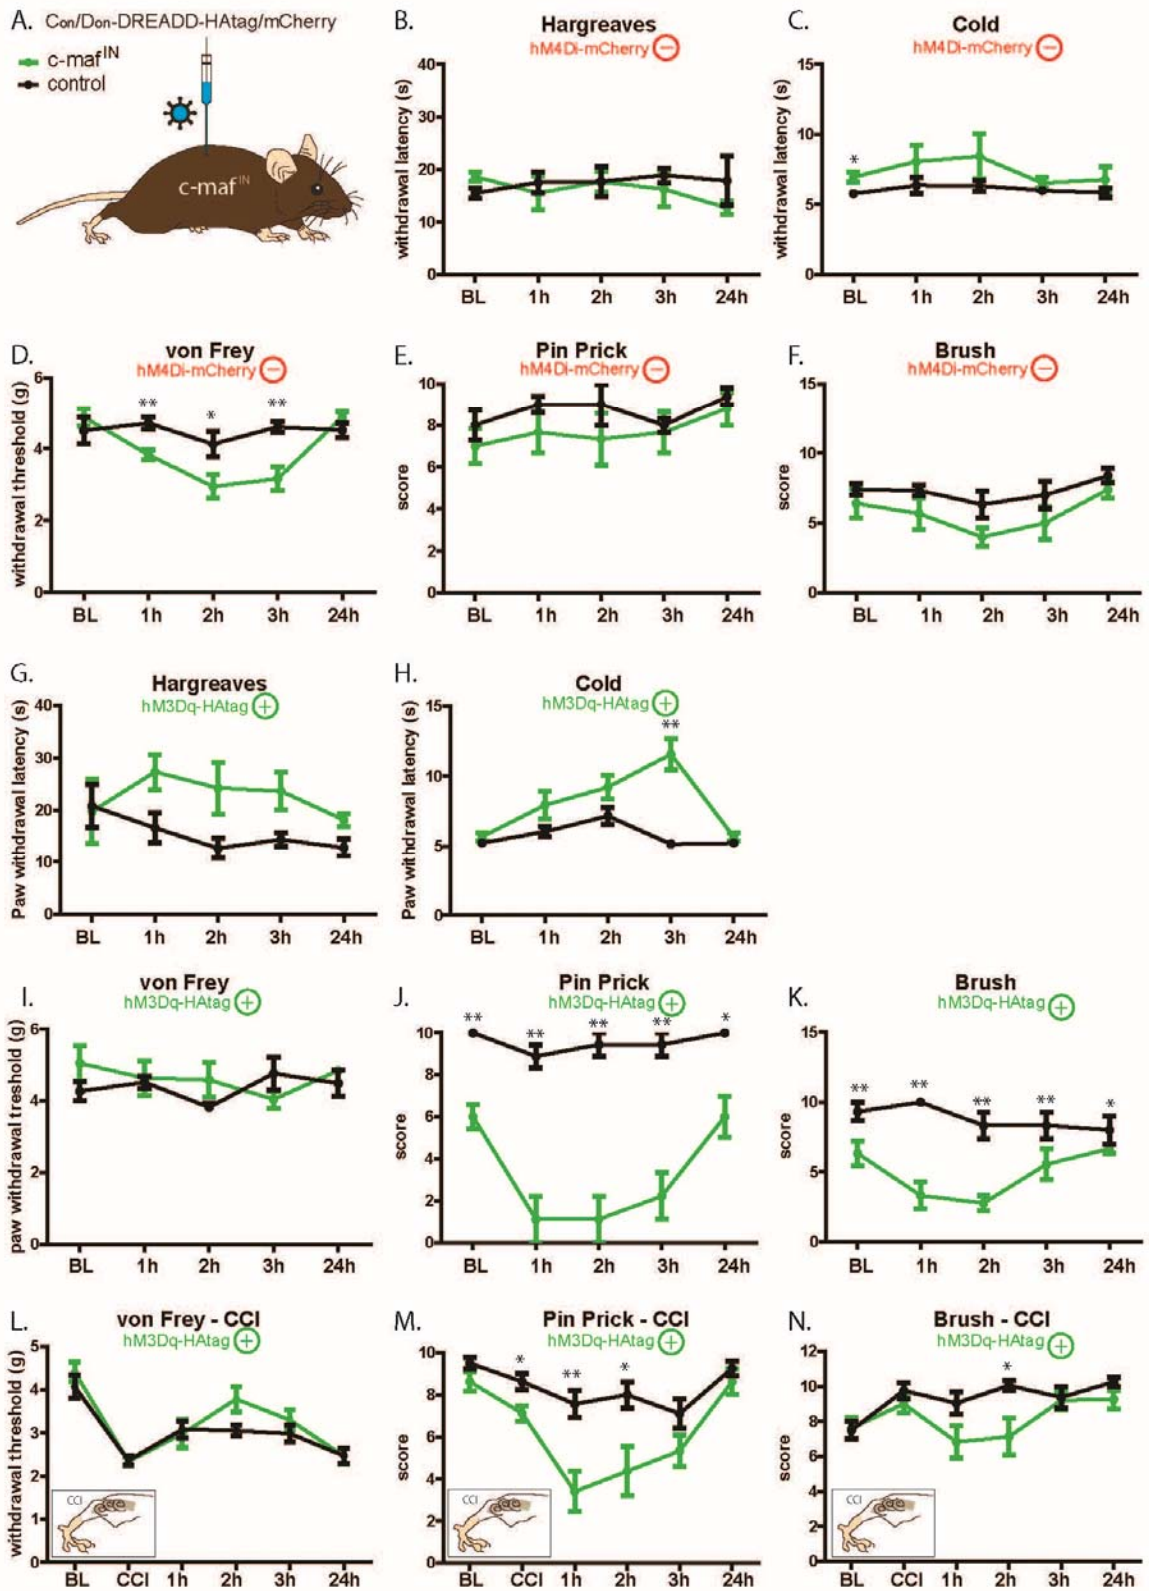 A. Con/Don-DREADD-HAtag/mCherry
c-maf IN
control
c-maf IN
B. Hargreaves
hM4Di-mCherry −
withdrawal latency (s)
40
30
20
10
0
BL 1h 2h 3h 24h
C. Cold
hM4Di-mCherry −
withdrawal latency (s)
15
10
5
0
*
BL 1h 2h 3h 24h
D. von Frey
hM4Di-mCherry −
withdrawal threshold (g)
6
4
2
0
** * **
BL 1h 2h 3h 24h
E. Pin Prick
hM4Di-mCherry −
score
10
8
6
4
2
0
BL 1h 2h 3h 24h
F. Brush
hM4Di-mCherry −
score
15
10
5
0
BL 1h 2h 3h 24h
G. Hargreaves
hM3Dq-HAtag +
Paw withdrawal latency (s)
40
30
20
10
0
BL 1h 2h 3h 24h
H. Cold
hM3Dq-HAtag +
Paw withdrawal latency (s)
15
10
5
0
**
BL 1h 2h 3h 24h
I. von Frey
hM3Dq-HAtag +
paw withdrawal treshold (g)
6
4
2
0
BL 1h 2h 3h 24h
J. Pin Prick
hM3Dq-HAtag +
score
10
8
6
4
2
0
** ** ** ** *
BL 1h 2h 3h 24h
K. Brush
hM3Dq-HAtag +
score
15
10
5
0
** ** ** ** *
BL 1h 2h 3h 24h
L. von Frey - CCI
hM3Dq-HAtag +
withdrawal threshold (g)
5
4
3
2
1
0
CCI
BL CCI 1h 2h 3h 24h
M. Pin Prick - CCI
hM3Dq-HAtag +
score
10
8
6
4
2
0
* ** *
CCI
BL CCI 1h 2h 3h 24h
N. Brush - CCI
hM3Dq-HAtag +
score
12
10
8
6
4
2
0
*
CCI
BL CCI 1h 2h 3h 24h